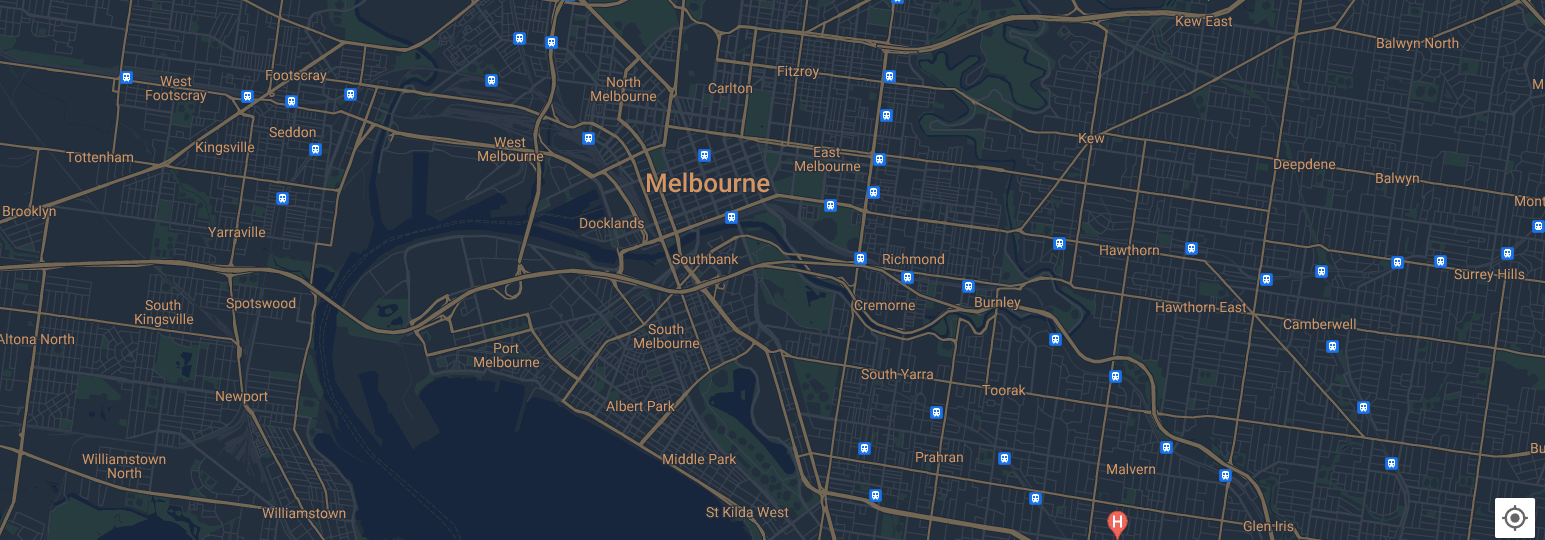 Kew East
Balwyn North
Fitzroy
Footscray
West
Footscray
North
Melbourne
Carlton
M
Seddon
Kew
Kingsville
West
Melbourne
East
Melbourne
Tottenham
Deepdene
Balwyn
Melbourne
Mont
Brooklyn
Docklands
Yarraville
Hawthorn
Southbank
Richmond
Surrey Hills
South
Kingsville
Spotswood
Cremorne
Burnley
Hawthorn East
Camberwell
Altona North
South
Melbourne
Port
Melbourne
South Yarra
Toorak
Newport
Albert Park
Bu
Williamstown
North
Middle Park
Prahran
Malvern
Williamstown
St Kilda West
H
Glen Iris